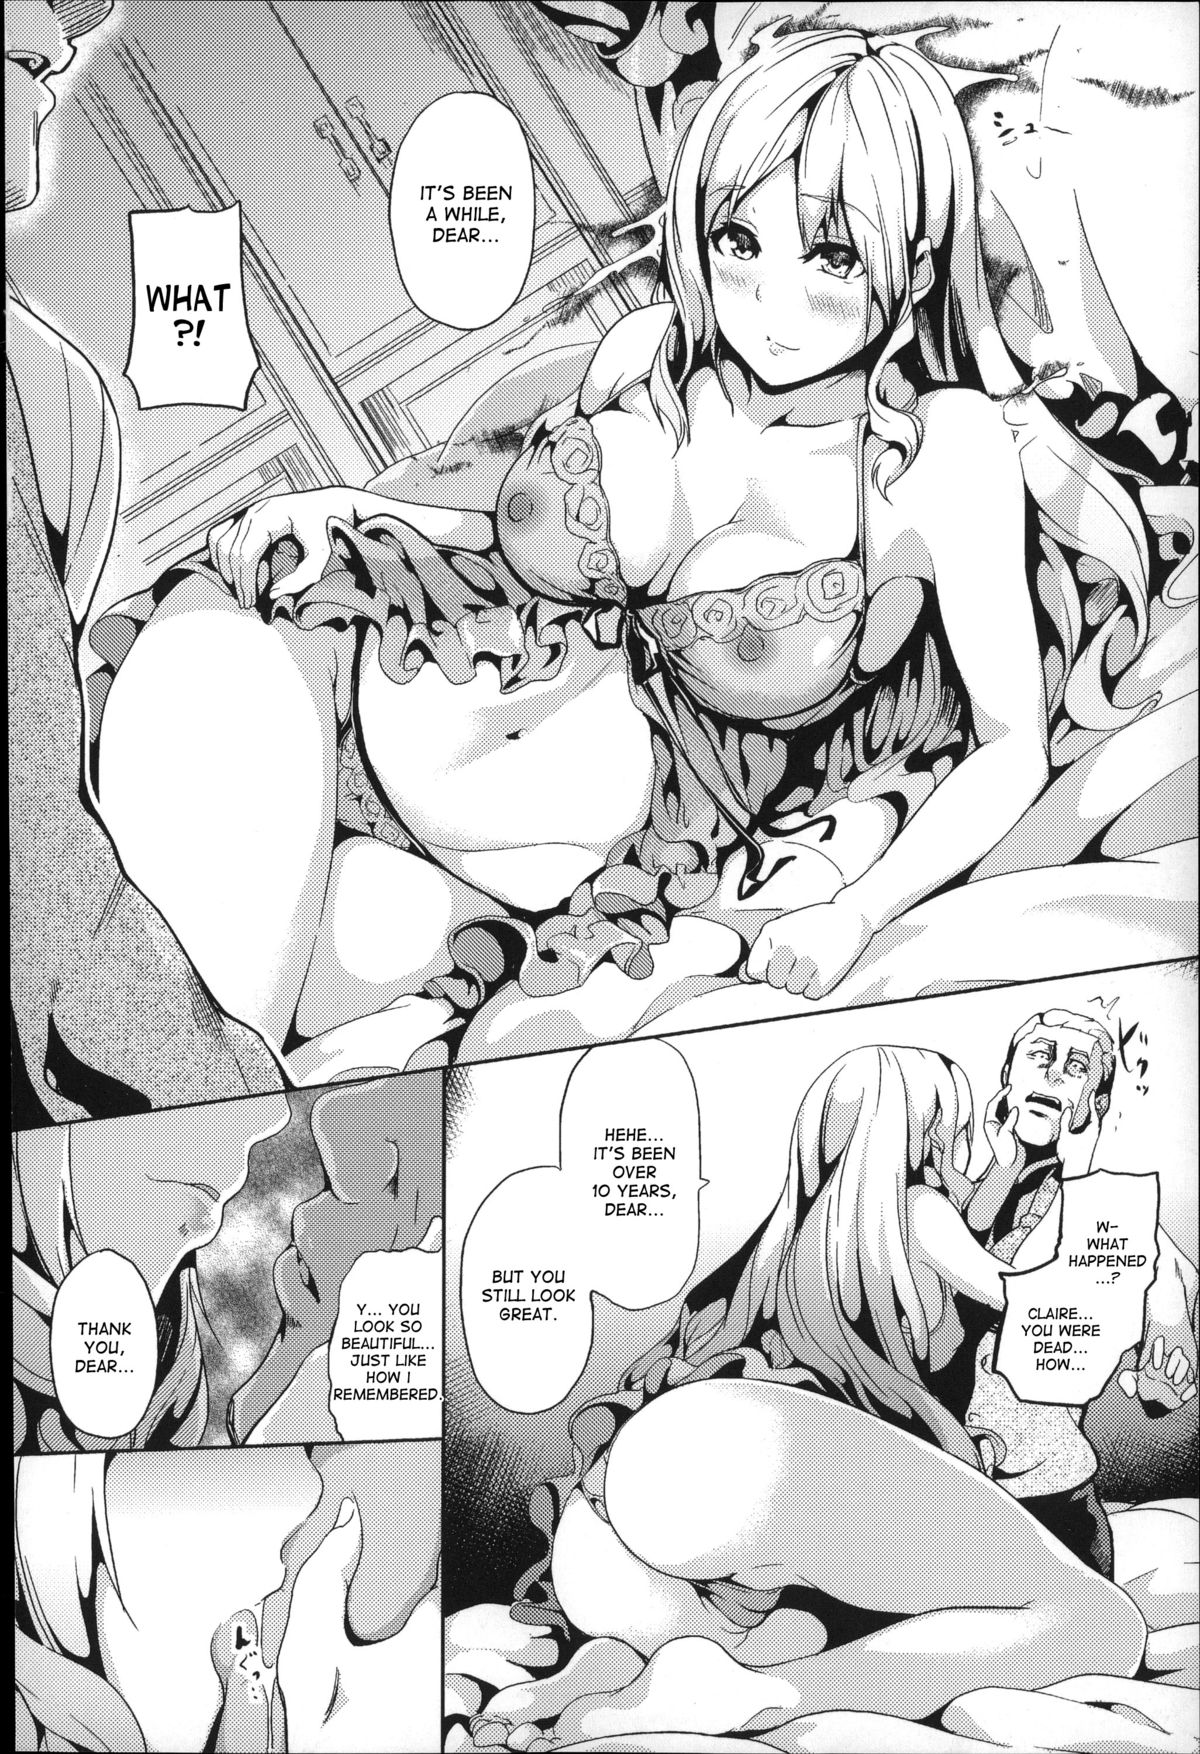 IT'S BEEN
A WHILE,
DEAR...
WHAT
?!
W-
WHAT
HAPPENED
...?
CLAIRE...
YOU WERE
DEAD...
HOW...
HEHE...
IT'S BEEN
OVER
10 YEARS,
DEAR...
BUT YOU
STILL LOOK
GREAT.
Y... YOU
LOOK SO
BEAUTIFUL...
JUST LIKE
HOW I
REMEMBERED.
THANK
YOU,
DEAR...